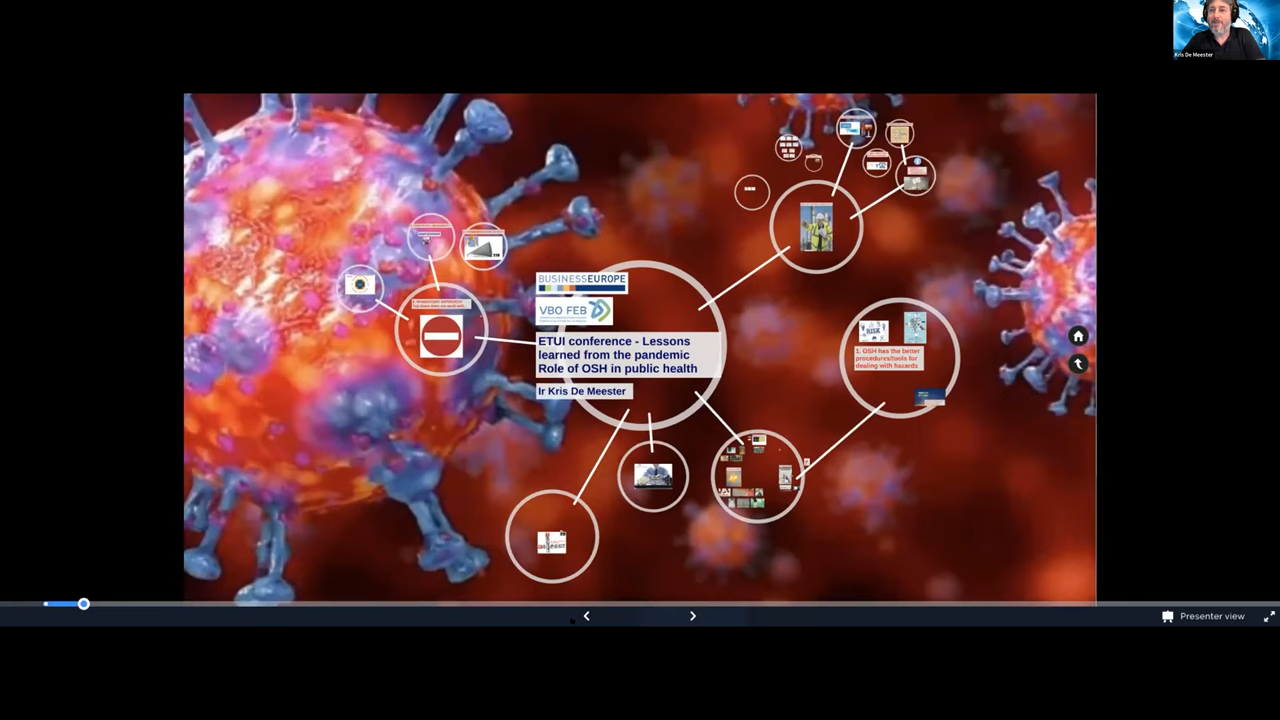 Kris De Meester
BUSINESSEUROPE
VBO FEB
ETUI conference - Lessons
learned from the pandemic
Role of OSH in public health
Ir Kris De Meester
RISK
1. OSH has the better
procedures/tools for
dealing with hazards
Presenter view